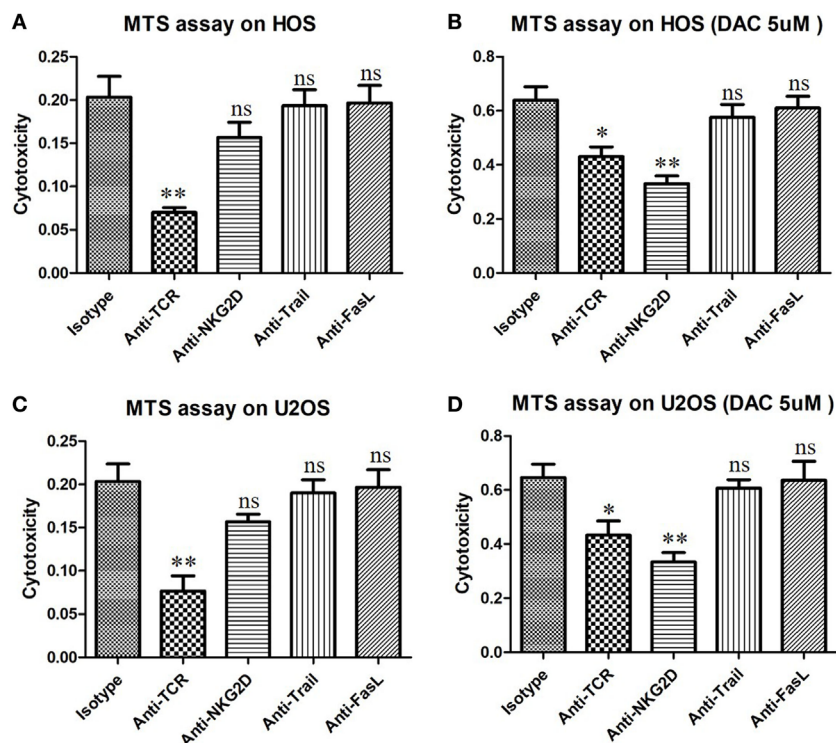 A
MTS assay on HOS
Cytotoxicity
0.25
0.20
0.15
0.10
0.05
0.00
ns
ns
ns
**
Isotype
Anti-TCR
Anti-NKG2D
Anti-Trail
Anti-FasL
B
MTS assay on HOS (DAC 5uM )
Cytotoxicity
0.8
0.6
0.4
0.2
0.0
*
**
ns
ns
Isotype
Anti-TCR
Anti-NKG2D
Anti-Trail
Anti-FasL
C
MTS assay on U2OS
Cytotoxicity
0.25
0.20
0.15
0.10
0.05
0.00
**
ns
ns
ns
Isotype
Anti-TCR
Anti-NKG2D
Anti-Trail
Anti-FasL
D
MTS assay on U2OS (DAC 5uM )
Cytotoxicity
0.8
0.6
0.4
0.2
0.0
*
**
ns
ns
Isotype
Anti-TCR
Anti-NKG2D
Anti-Trail
Anti-FasL